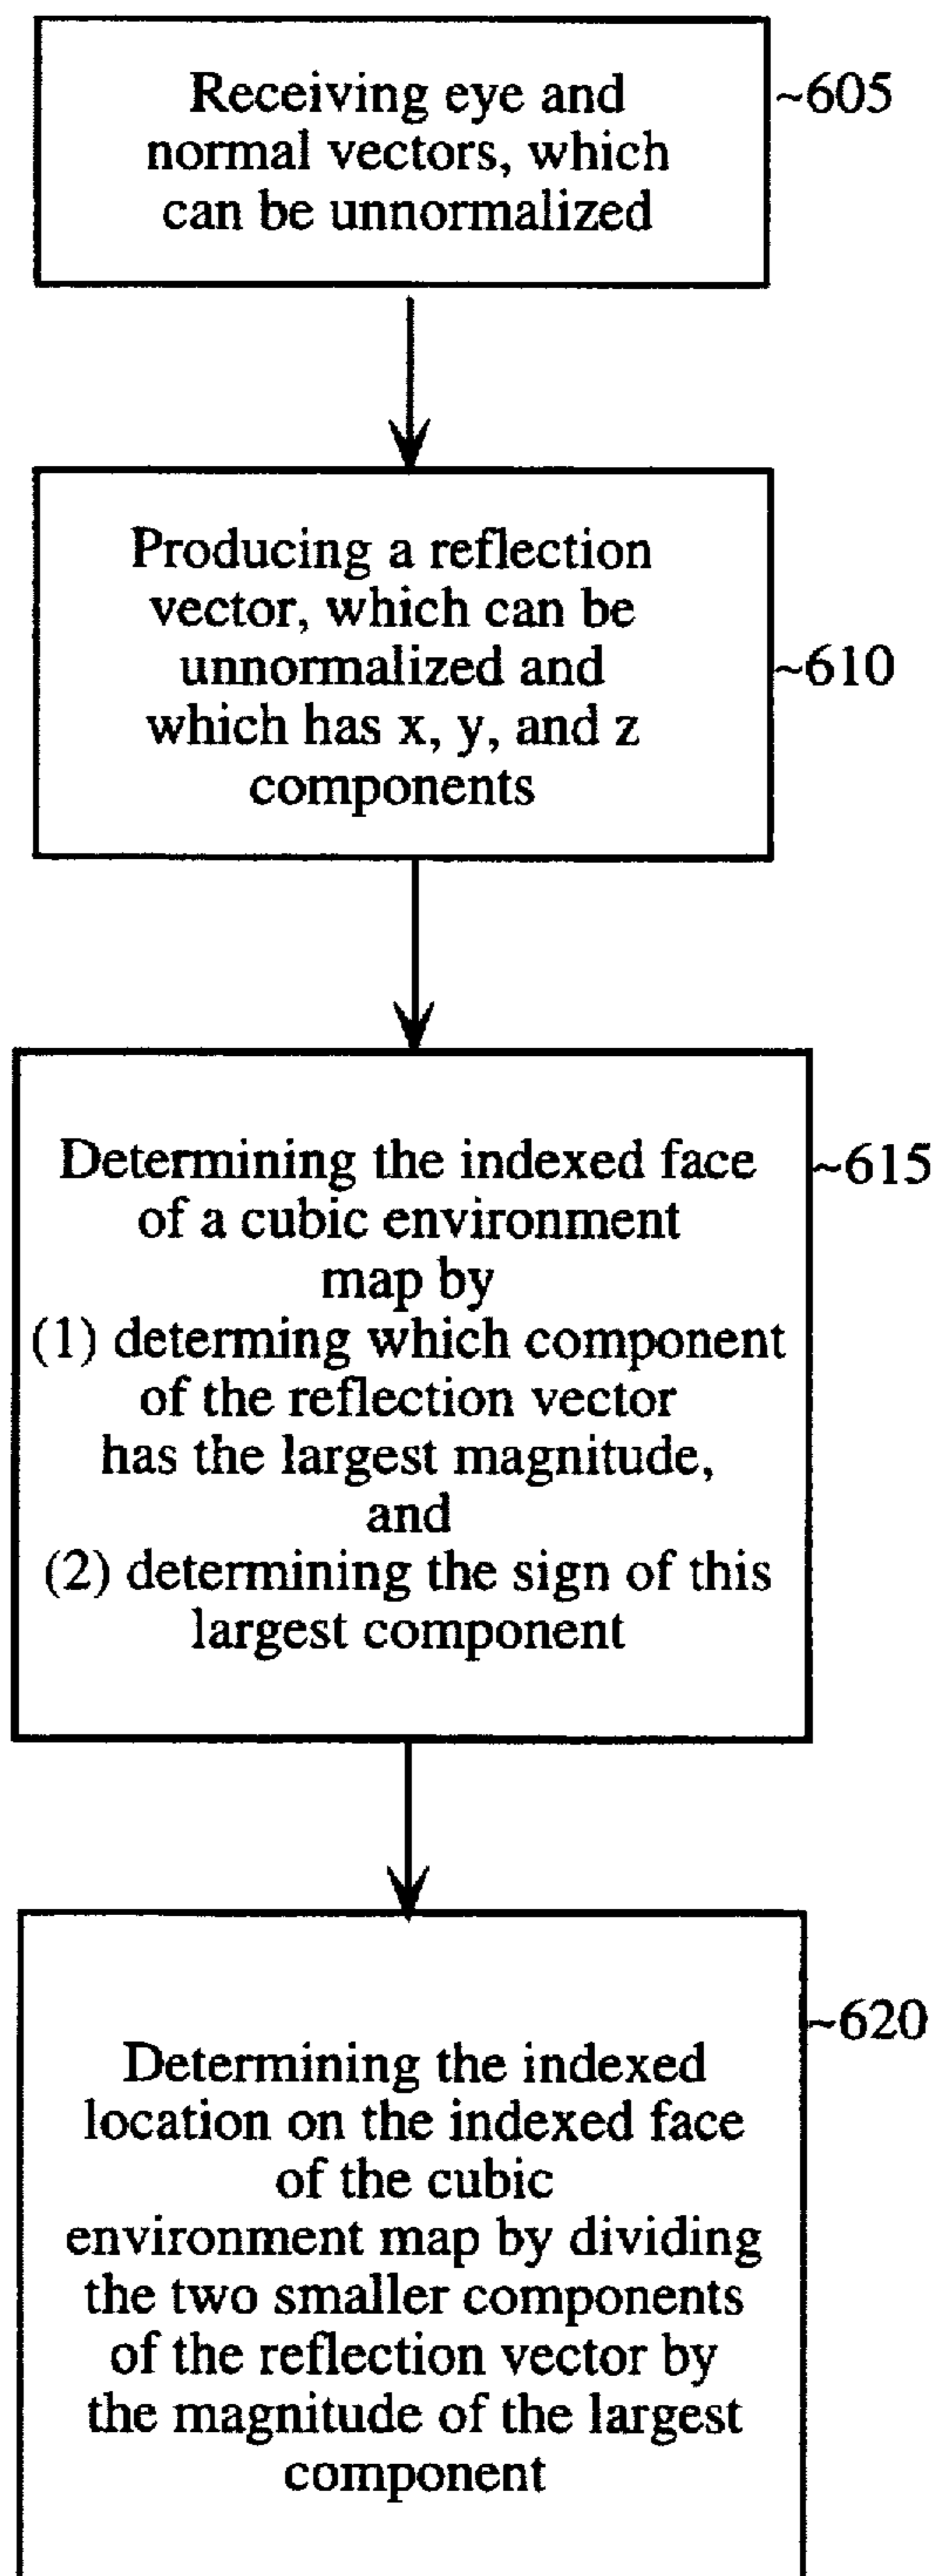 Receiving eye and
normal vectors, which
can be unnormalized
~605
Producing a reflection
vector, which can be
unnormalized and
which has x, y, and z
components
~610
Determining the indexed face
of a cubic environment
map by
(1) determing which component
of the reflection vector
has the largest magnitude,
and
(2) determining the sign of this
largest component
~615
Determining the indexed
location on the indexed face
of the cubic
environment map by dividing
the two smaller components
of the reflection vector by
the magnitude of the largest
component
~620